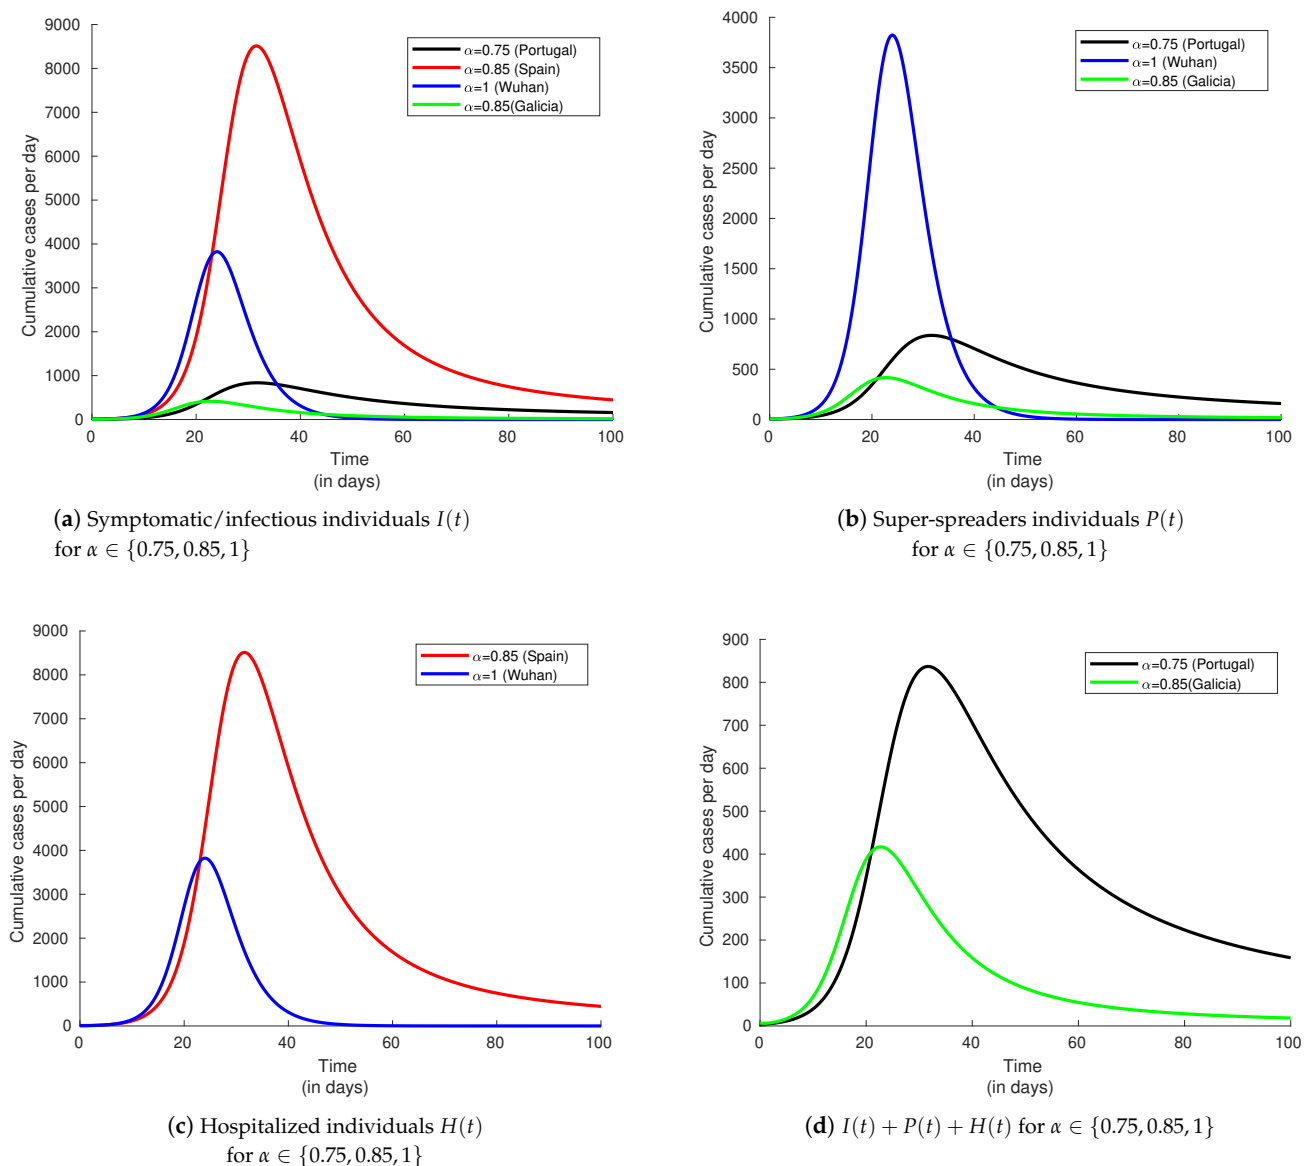 9000
8000
7000
6000
5000
4000
3000
2000
1000
0
Cumulative cases per day
α=0.75 (Portugal)
α=0.85 (Spain)
α=1 (Wuhan)
α=0.85(Galicia)
0 20 40 60 80 100
Time
(in days)
(a) Symptomatic/infectious individuals I(t)
for α ∈ {0.75, 0.85, 1}
4000
3500
3000
2500
2000
1500
1000
500
0
Cumulative cases per day
α=0.75 (Portugal)
α=1 (Wuhan)
α=0.85 (Galicia)
0 20 40 60 80 100
Time
(in days)
(b) Super-spreaders individuals P(t)
for α ∈ {0.75, 0.85, 1}
9000
8000
7000
6000
5000
4000
3000
2000
1000
0
Cumulative cases per day
α=0.85 (Spain)
α=1 (Wuhan)
0 20 40 60 80 100
Time
(in days)
(c) Hospitalized individuals H(t)
for α ∈ {0.75, 0.85, 1}
900
800
700
600
500
400
300
200
100
0
Cumulative cases per day
α=0.75 (Portugal)
α=0.85(Galicia)
0 20 40 60 80 100
Time
(in days)
(d) I(t) + P(t) + H(t) for α ∈ {0.75, 0.85, 1}